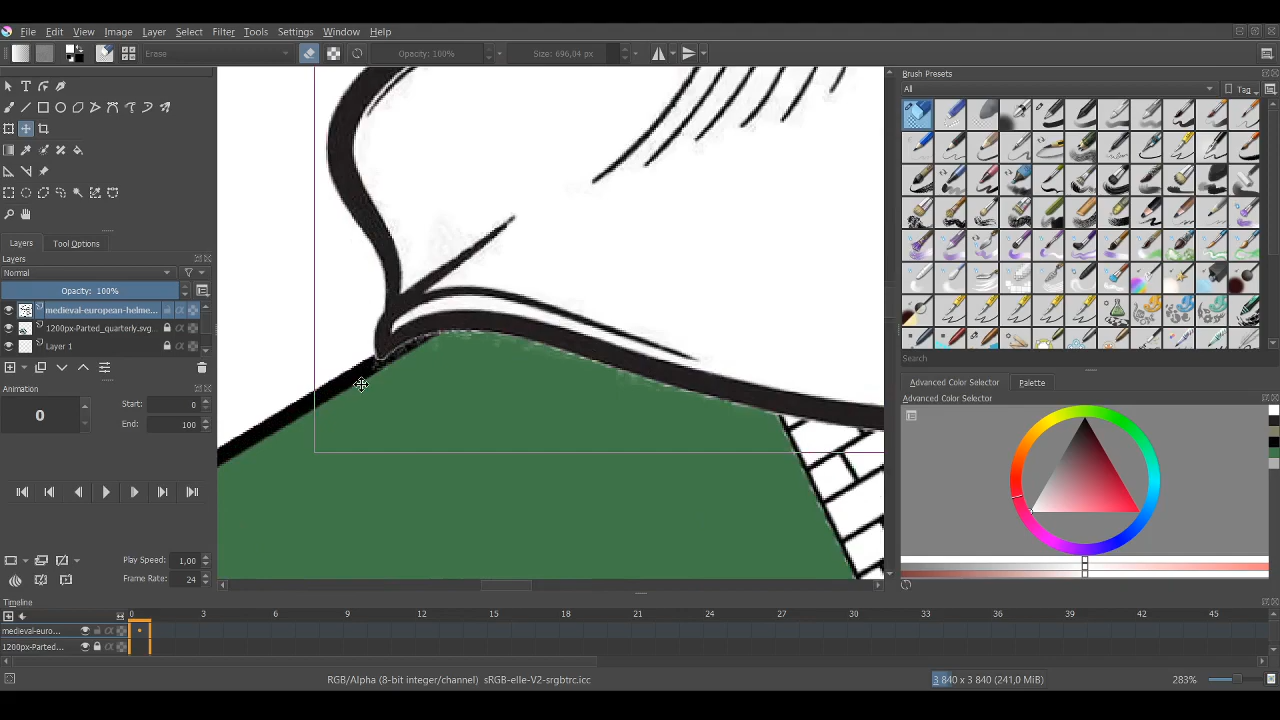 File Edit View Image Layer Select Filter Tools Settings Window Help
Erase Opacity: 100% Size: 696,04 px
Layers Tool Options
Layers
Normal
Opacity: 100%
medieval-european-helme...
1200px-Parted_quarterly.svg...
Layer 1
Animation
0
Start: 0
End: 100
Play Speed: 1,00
Frame Rate: 24
Brush Presets
All Tag
Search
Advanced Color Selector Palette
Advanced Color Selector
Timeline
0 3 6 9 12 15 18 21 24 27 30 33 36 39 42 45
medieval-euro...
1200px-Parted...
RGB/Alpha (8-bit integer/channel) sRGB-elle-V2-srgbtrc.icc 3 840 x 3 840 (241,0 MiB) 283%